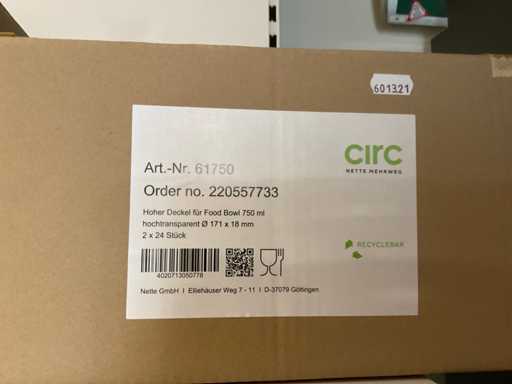 601321
circ
NETTE.MEHRWEG
Art.-Nr. 61750
Order no. 220557733
Hoher Deckel für Food Bowl 750 ml
hochtransparent Ø 171 x 18 mm
2 x 24 Stück
RECYCLEBAR
4020713050778
Nette GmbH I Elliehäuser Weg 7 - 11 I D-37079 Göttingen